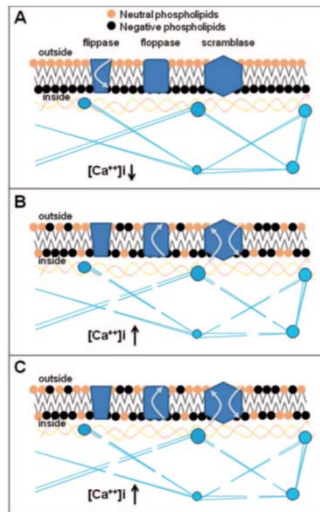 A
Neutral phospholipids
Negative phospholipids
flippase floppase scramblase
outside
inside
[Ca⁺⁺]i
B
outside
inside
[Ca⁺⁺]i
C
outside
inside
[Ca⁺⁺]i